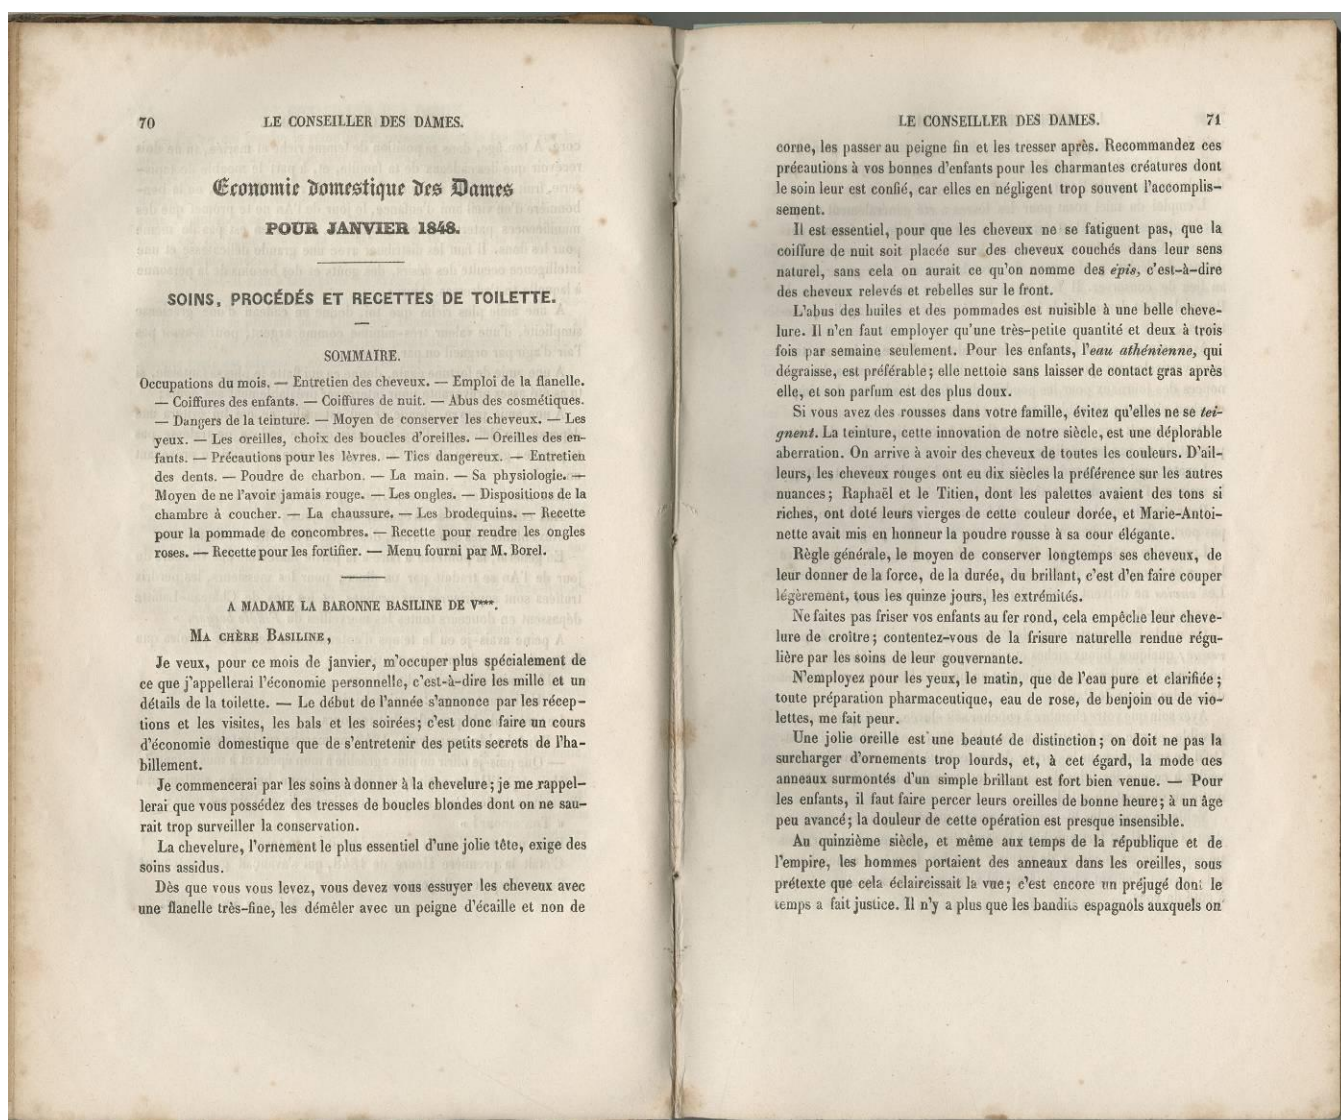 70 LE CONSEILLER DES DAMES.
Economie domestique des Dames
POUR JANVIER 1848.
SOINS, PROCÉDÉS ET RECETTES DE TOILETTE.
SOMMAIRE.
Occupations du mois. — Entretien des cheveux. — Emploi de la flanelle.
— Coiffures des enfants. — Coiffures de nuit. — Abus des cosmétiques.
— Dangers de la teinture. — Moyen de conserver les cheveux. — Les
yeux. — Les oreilles, choix des boucles d'oreilles. — Oreilles des en-
fants. — Précautions pour les lèvres. — Tics dangereux. — Entretien
des dents. — Poudre de charbon. — La main. — Sa physiologie. —
Moyen de ne l'avoir jamais rouge. — Les ongles. — Dispositions de la
chambre à coucher. — La chaussure. — Les brodequins. — Recette
pour la pommade de concombres. — Recette pour rendre les ongles
roses. — Recette pour les fortifier. — Menu fourni par M. Borel.
A MADAME LA BARONNE BASILINE DE V***.
MA CHÈRE BASILINE,
Je veux, pour ce mois de janvier, m'occuper plus spécialement de
ce que j'appellerai l'économie personnelle, c'est-à-dire les mille et un
détails de la toilette. — Le début de l'année s'annonce par les récep-
tions et les visites, les bals et les soirées; c'est donc faire un cours
d'économie domestique que de s'entretenir des petits secrets de l'ha-
billement.
Je commencerai par les soins à donner à la chevelure; je me rappel-
lerai que vous possédez des tresses de boucles blondes dont on ne sau-
rait trop surveiller la conservation.
La chevelure, l'ornement le plus essentiel d'une jolie tête, exige des
soins assidus.
Dès que vous vous levez, vous devez vous essuyer les cheveux avec
une flanelle très-fine, les démêler avec un peigne d'écaille et non de
LE CONSEILLER DES DAMES. 71
corne, les passer au peigne fin et les tresser après. Recommandez ces
précautions à vos bonnes d'enfants pour les charmantes créatures dont
le soin leur est confié, car elles en négligent trop souvent l'accomplis-
sement.
Il est essentiel, pour que les cheveux ne se fatiguent pas, que la
coiffure de nuit soit placée sur des cheveux couchés dans leur sens
naturel, sans cela on aurait ce qu'on nomme des épis, c'est-à-dire
des cheveux relevés et rebelles sur le front.
L'abus des huiles et des pommades est nuisible à une belle cheve-
lure. Il n'en faut employer qu'une très-petite quantité et deux à trois
fois par semaine seulement. Pour les enfants, l'eau athénienne, qui
dégraisse, est préférable; elle nettoie sans laisser de contact gras après
elle, et son parfum est des plus doux.
Si vous avez des rousses dans votre famille, évitez qu'elles ne se tei-
gnent. La teinture, cette innovation de notre siècle, est une déplorable
aberration. On arrive à avoir des cheveux de toutes les couleurs. D'ail-
leurs, les cheveux rouges ont eu dix siècles la préférence sur les autres
nuances; Raphaël et le Titien, dont les palettes avaient des tons si
riches, ont doté leurs vierges de cette couleur dorée, et Marie-Antoi-
nette avait mis en honneur la poudre rousse à sa cour élégante.
Règle générale, le moyen de conserver longtemps ses cheveux, de
leur donner de la force, de la durée, du brillant, c'est d'en faire couper
légèrement, tous les quinze jours, les extrémités.
Ne faites pas friser vos enfants au fer rond, cela empêche leur cheve-
lure de croître; contentez-vous de la frisure naturelle rendue régu-
lière par les soins de leur gouvernante.
N'employez pour les yeux, le matin, que de l'eau pure et clarifiée;
toute préparation pharmaceutique, eau de rose, de benjoin ou de vio-
lettes, me fait peur.
Une jolie oreille est une beauté de distinction; on doit ne pas la
surcharger d'ornements trop lourds, et, à cet égard, la mode des
anneaux surmontés d'un simple brillant est fort bien venue. — Pour
les enfants, il faut faire percer leurs oreilles de bonne heure; à un âge
peu avancé; la douleur de cette opération est presque insensible.
Au quinzième siècle, et même aux temps de la république et de
l'empire, les hommes portaient des anneaux dans les oreilles, sous
prétexte que cela éclaircissait la vue; c'est encore un préjugé dont le
temps a fait justice. Il n'y a plus que les bandits espagnols auxquels on